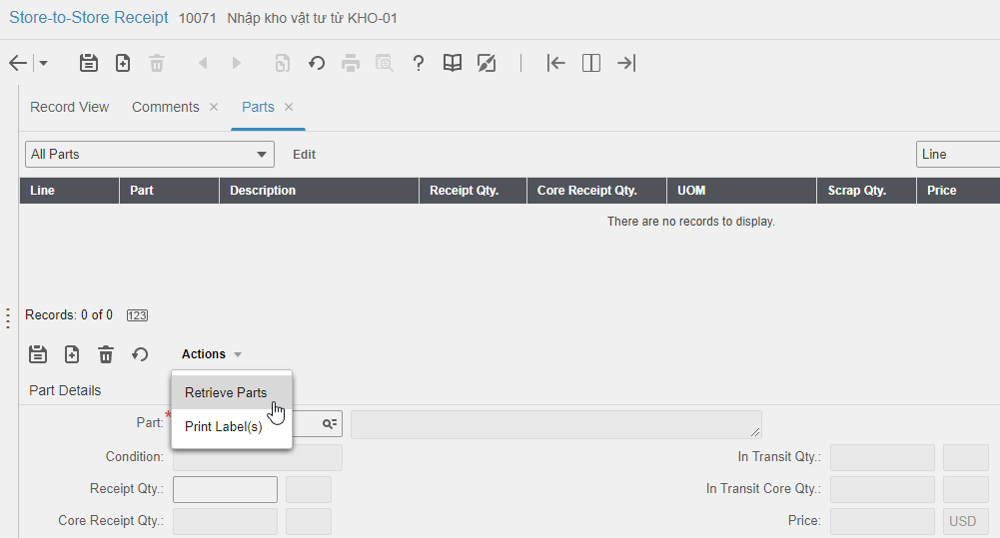 Store-to-Store Receipt 10071 Nhập kho vật tư từ KHO-01
Record View Comments Parts
All Parts Edit Line
Line Part Description Receipt Qty. Core Receipt Qty. UOM Scrap Qty. Price
There are no records to display.
Records: 0 of 0 123
Actions
Retrieve Parts
Print Label(s)
Part Details
Part: *
Condition: In Transit Qty.:
Receipt Qty.: In Transit Core Qty.:
Core Receipt Qty.: Price: USD